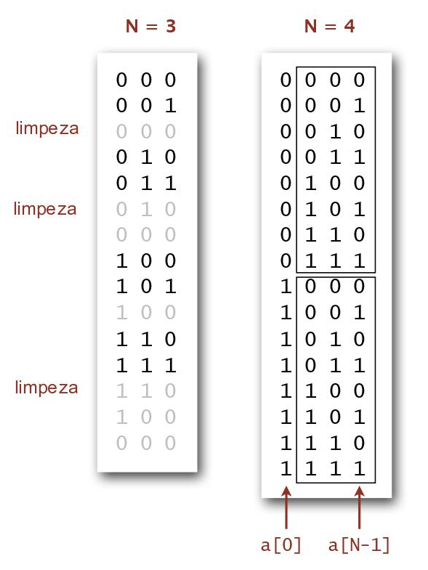 N = 3
0 0 0
0 0 1
limpeza 0 0 0
0 1 0
0 1 1
limpeza 0 1 0
0 0 0
1 0 0
1 0 1
1 0 0
1 1 0
1 1 1
limpeza 1 1 0
1 0 0
0 0 0
N = 4
0 0 0 0
0 0 0 1
0 0 1 0
0 0 1 1
0 1 0 0
0 1 0 1
0 1 1 0
0 1 1 1
1 0 0 0
1 0 0 1
1 0 1 0
1 0 1 1
1 1 0 0
1 1 0 1
1 1 1 0
1 1 1 1
a[0] a[N-1]